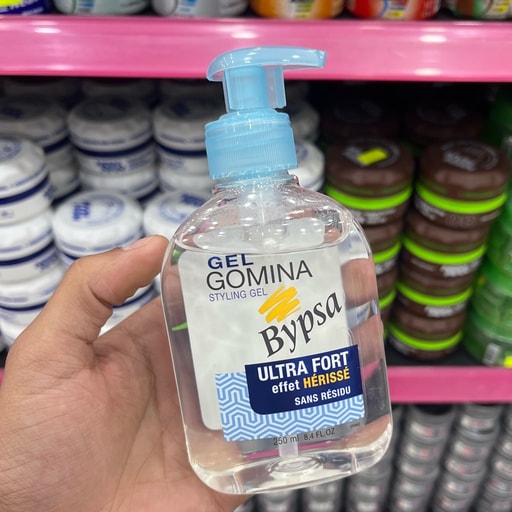 GEL
GOMINA
STYLING GEL
Bypsa
ULTRA FORT
effet HÉRISSÉ
SANS RÉSIDU
250 ml 8.4 FL.OZ